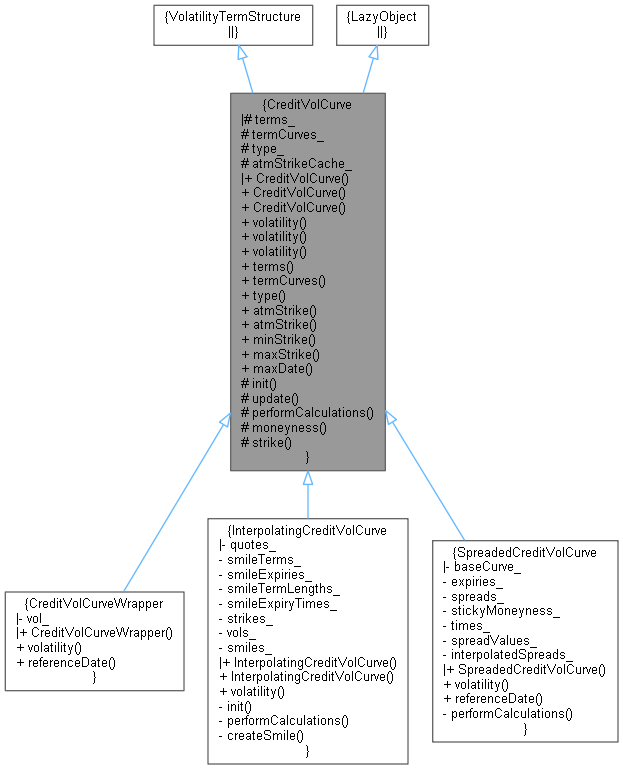 {VolatilityTermStructure
||}
{LazyObject
||}
{CreditVolCurve
|# terms_
# termCurves_
# type_
# atmStrikeCache_
|+ CreditVolCurve()
+ CreditVolCurve()
+ CreditVolCurve()
+ volatility()
+ volatility()
+ volatility()
+ terms()
+ termCurves()
+ type()
+ atmStrike()
+ atmStrike()
+ minStrike()
+ maxStrike()
+ maxDate()
# init()
# update()
# performCalculations()
# moneyness()
# strike()
}
{CreditVolCurveWrapper
|- vol_
|+ CreditVolCurveWrapper()
+ volatility()
+ referenceDate()
}
{InterpolatingCreditVolCurve
|- quotes_
- smileTerms_
- smileExpiries_
- smileTermLengths_
- smileExpiryTimes_
- strikes_
- vols_
- smiles_
|+ InterpolatingCreditVolCurve()
+ InterpolatingCreditVolCurve()
+ volatility()
- init()
- performCalculations()
- createSmile()
}
{SpreadedCreditVolCurve
|- baseCurve_
- expiries_
- spreads_
- stickyMoneyness_
- times_
- spreadValues_
- interpolatedSpreads_
|+ SpreadedCreditVolCurve()
+ volatility()
+ referenceDate()
- performCalculations()
}